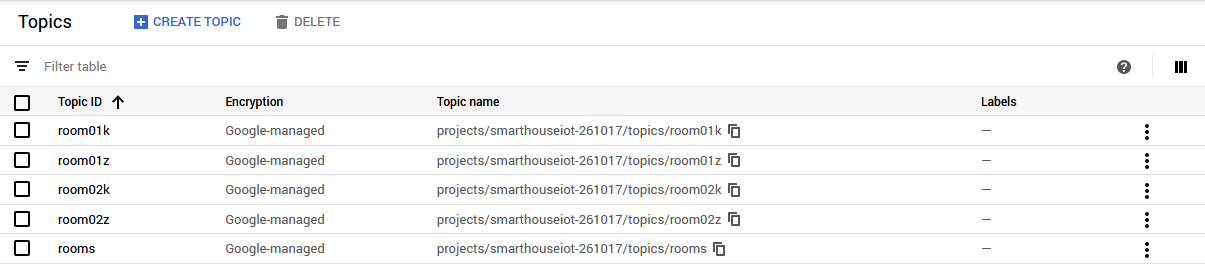 Topics CREATE TOPIC DELETE
Filter table
Topic ID Encryption Topic name Labels
room01k Google-managed projects/smarthouseiot-261017/topics/room01k —
room01z Google-managed projects/smarthouseiot-261017/topics/room01z —
room02k Google-managed projects/smarthouseiot-261017/topics/room02k —
room02z Google-managed projects/smarthouseiot-261017/topics/room02z —
rooms Google-managed projects/smarthouseiot-261017/topics/rooms —